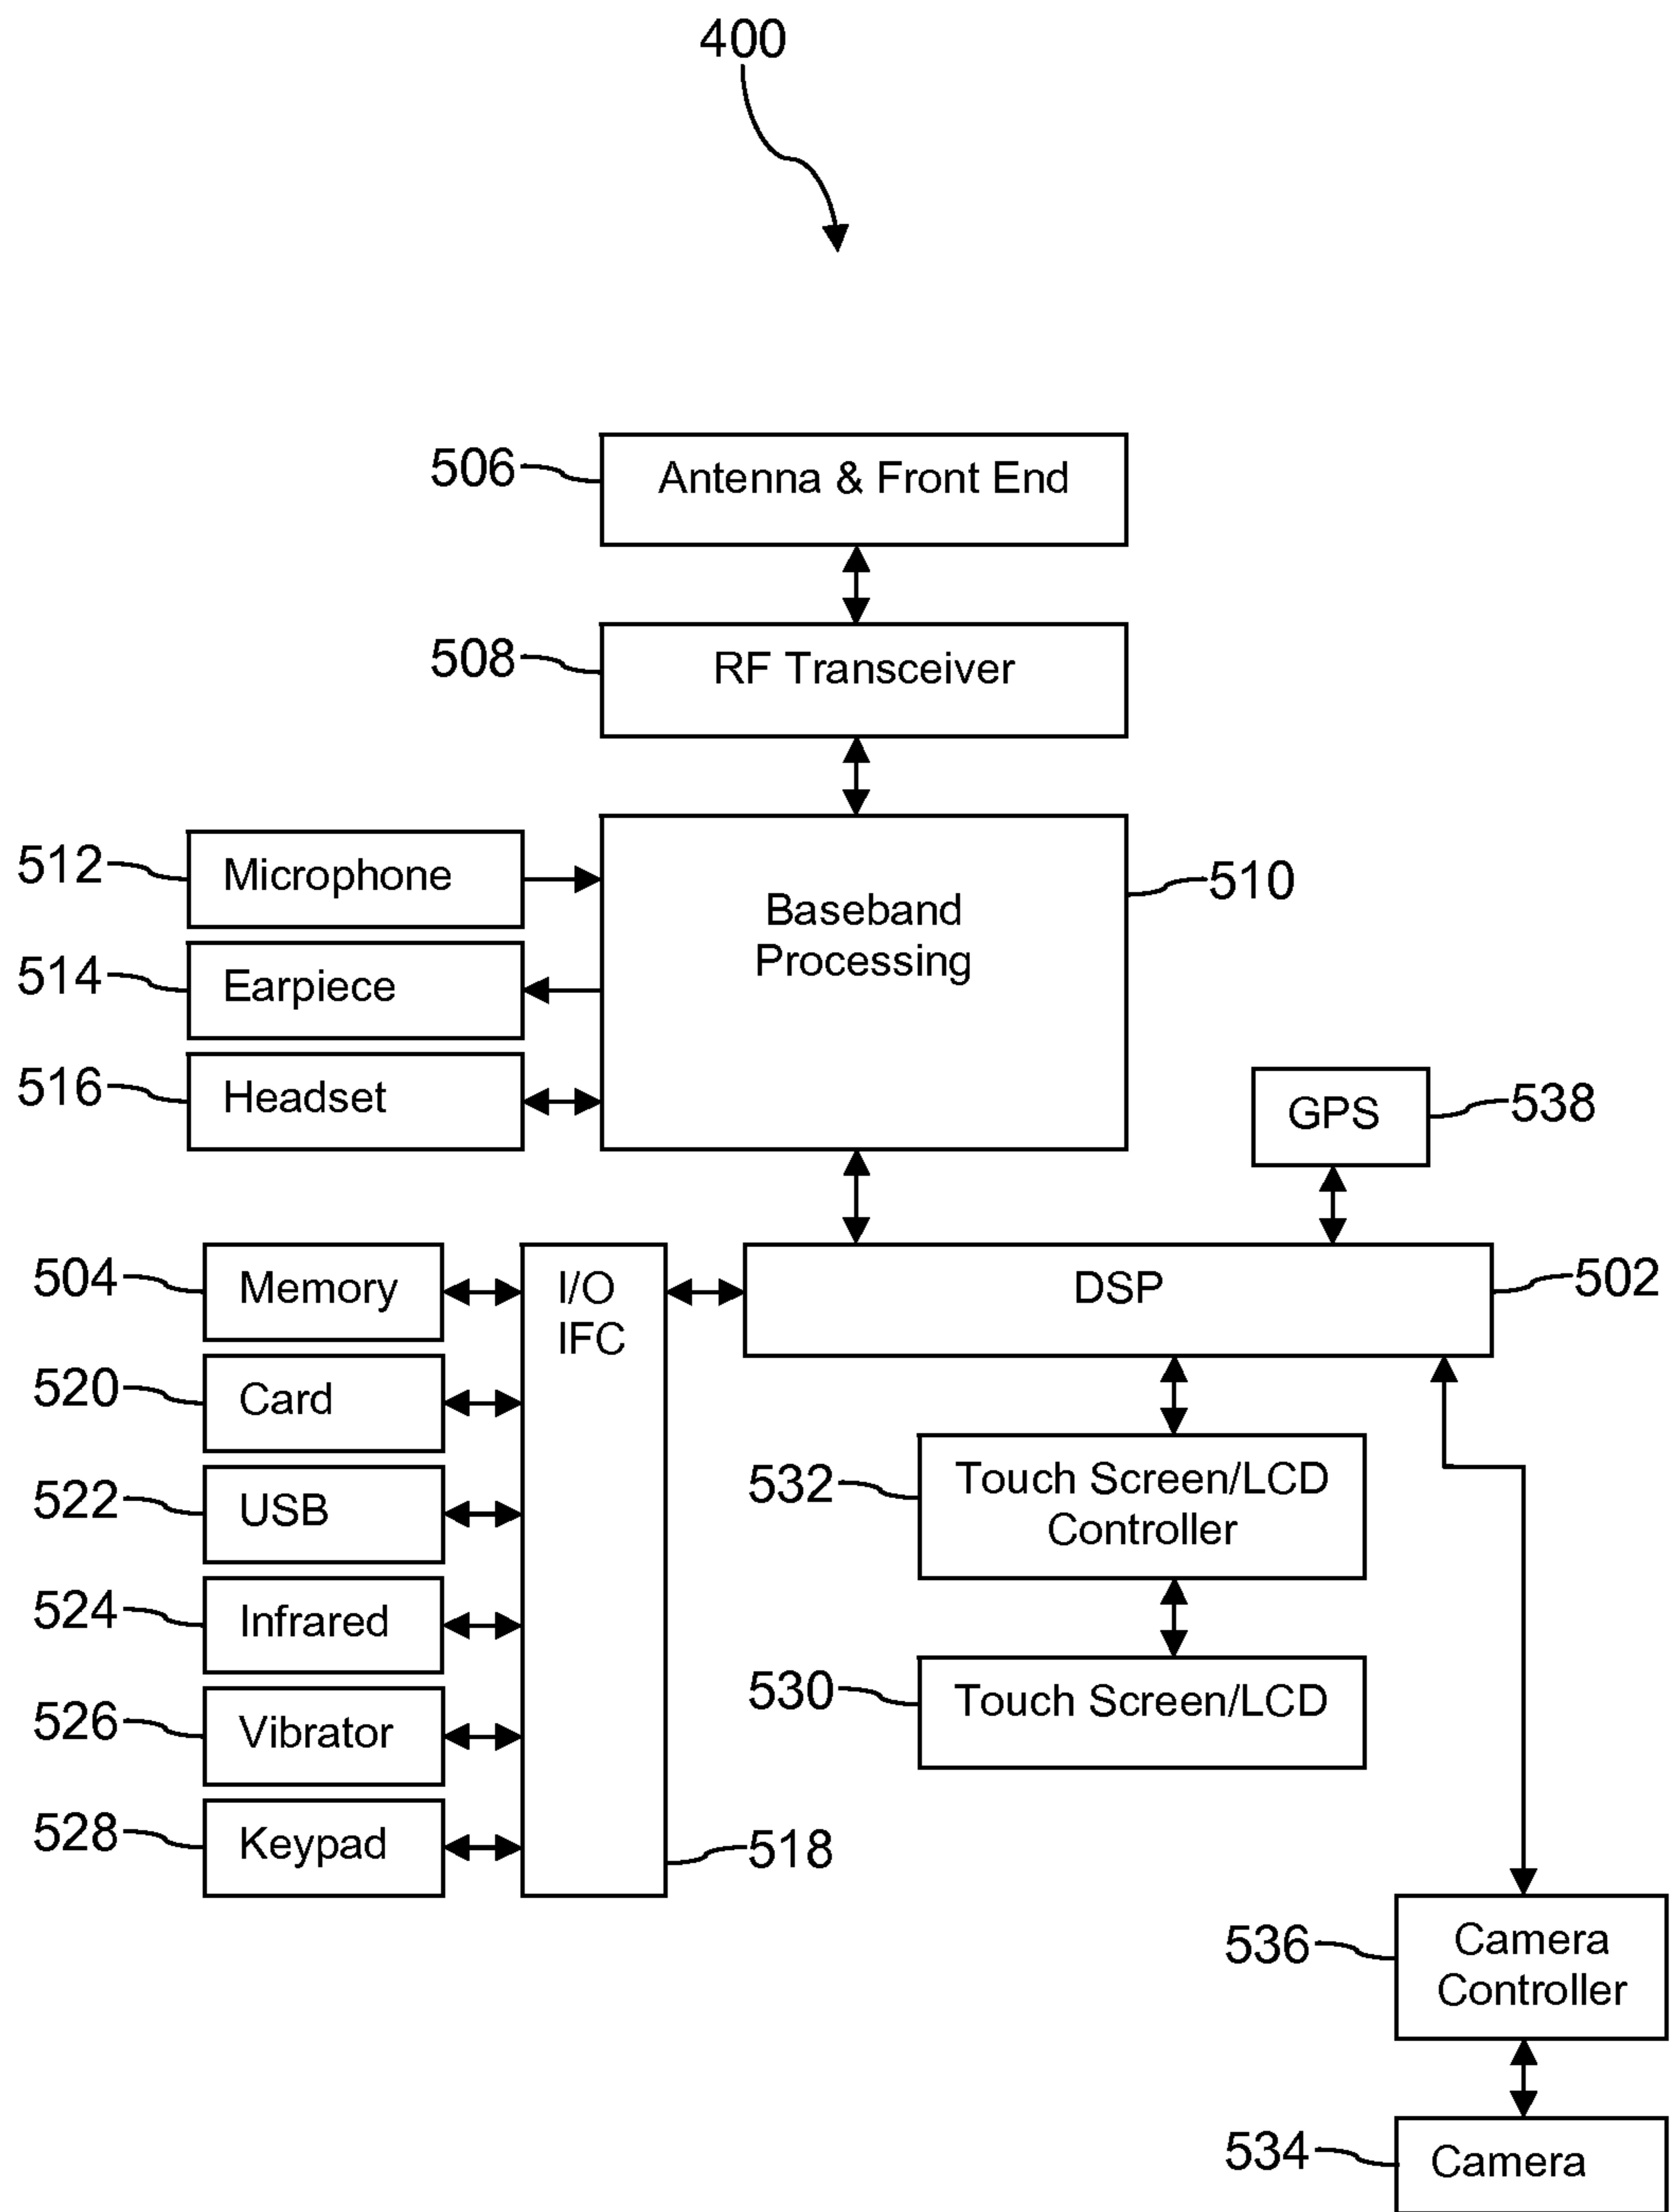 400
506
Antenna & Front End
508
RF Transceiver
512
Microphone
Baseband
Processing
510
514
Earpiece
516
Headset
GPS
538
504
Memory
I/O
IFC
DSP
502
520
Card
522
USB
532
Touch Screen/LCD
Controller
524
Infrared
530
Touch Screen/LCD
526
Vibrator
528
Keypad
518
536
Camera
Controller
534
Camera